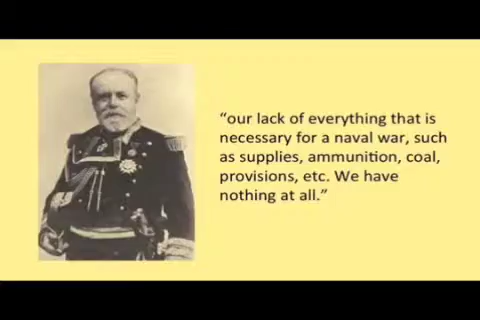 “our lack of everything that is
necessary for a naval war, such
as supplies, ammunition, coal,
provisions, etc. We have
nothing at all.”